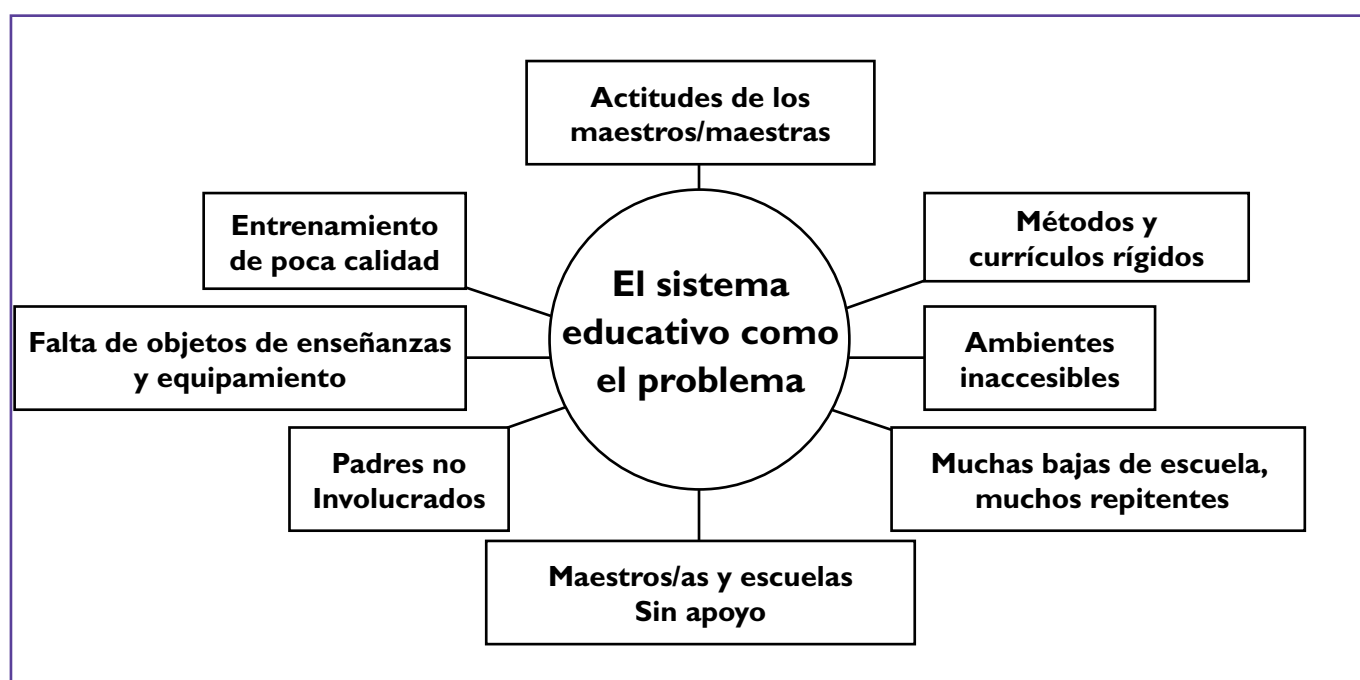 Actitudes de los
maestros/maestras
Entrenamiento
de poca calidad
Métodos y
currículos rígidos
El sistema
educativo como
el problema
Falta de objetos de enseñanzas
y equipamiento
Ambientes
inaccesibles
Padres no
Involucrados
Muchas bajas de escuela,
muchos repitentes
Maestros/as y escuelas
Sin apoyo